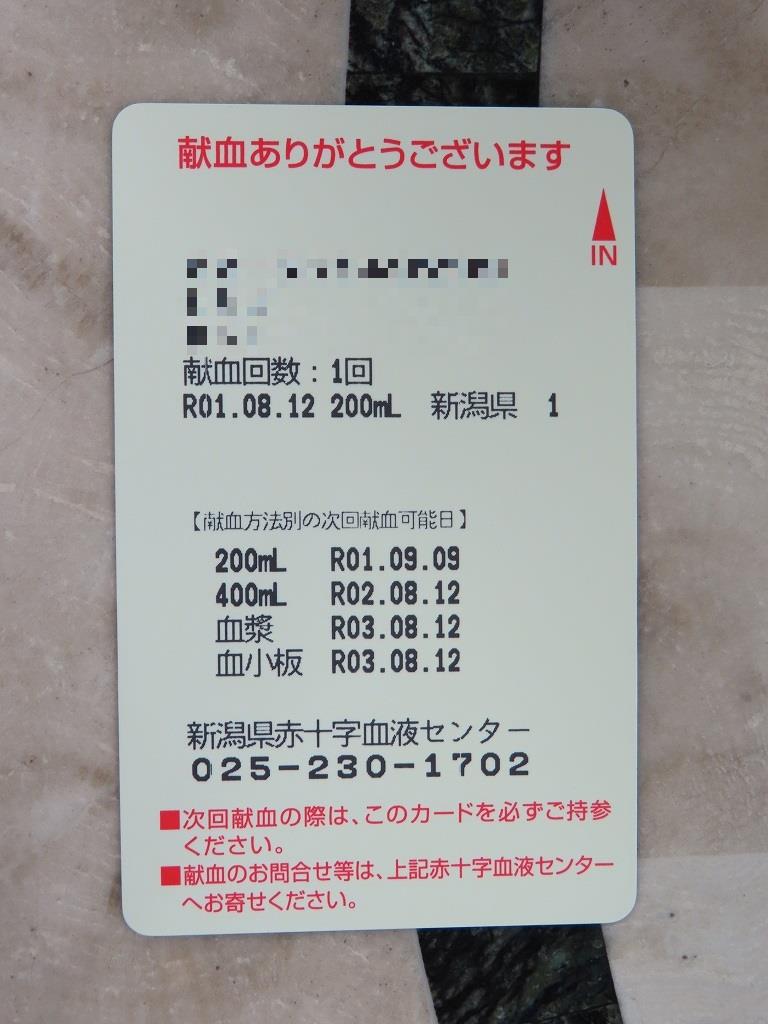 献血ありがとうございます
IN
献血回数：1回
R01.08.12 200mL 新潟県 1
【献血方法別の次回献血可能日】
200mL R01.09.09
400mL R02.08.12
血漿 R03.08.12
血小板 R03.08.12
新潟県赤十字血液センター
025-230-1702
■次回献血の際は、このカードを必ずご持参
ください。
■献血のお問合せ等は、上記赤十字血液センター
へお寄せください。